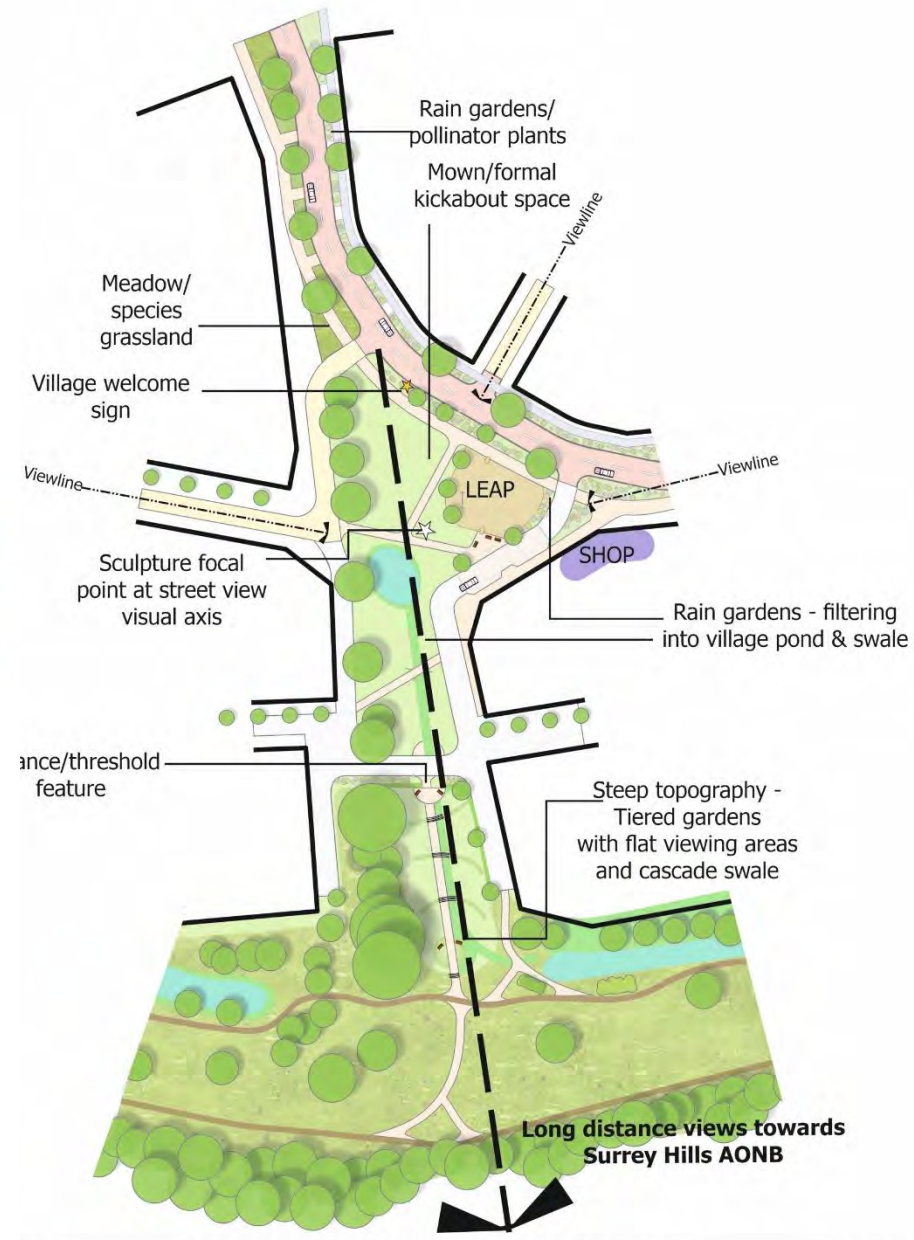 Rain gardens/
pollinator plants
Mown/formal
kickabout space
Viewline
Meadow/
species
grassland
Village welcome
sign
Viewline
LEAP
Viewline
Sculpture focal
point at street view
visual axis
SHOP
Rain gardens - filtering
into village pond & swale
ance/threshold
feature
Steep topography -
Tiered gardens
with flat viewing areas
and cascade swale
Long distance views towards
Surrey Hills AONB